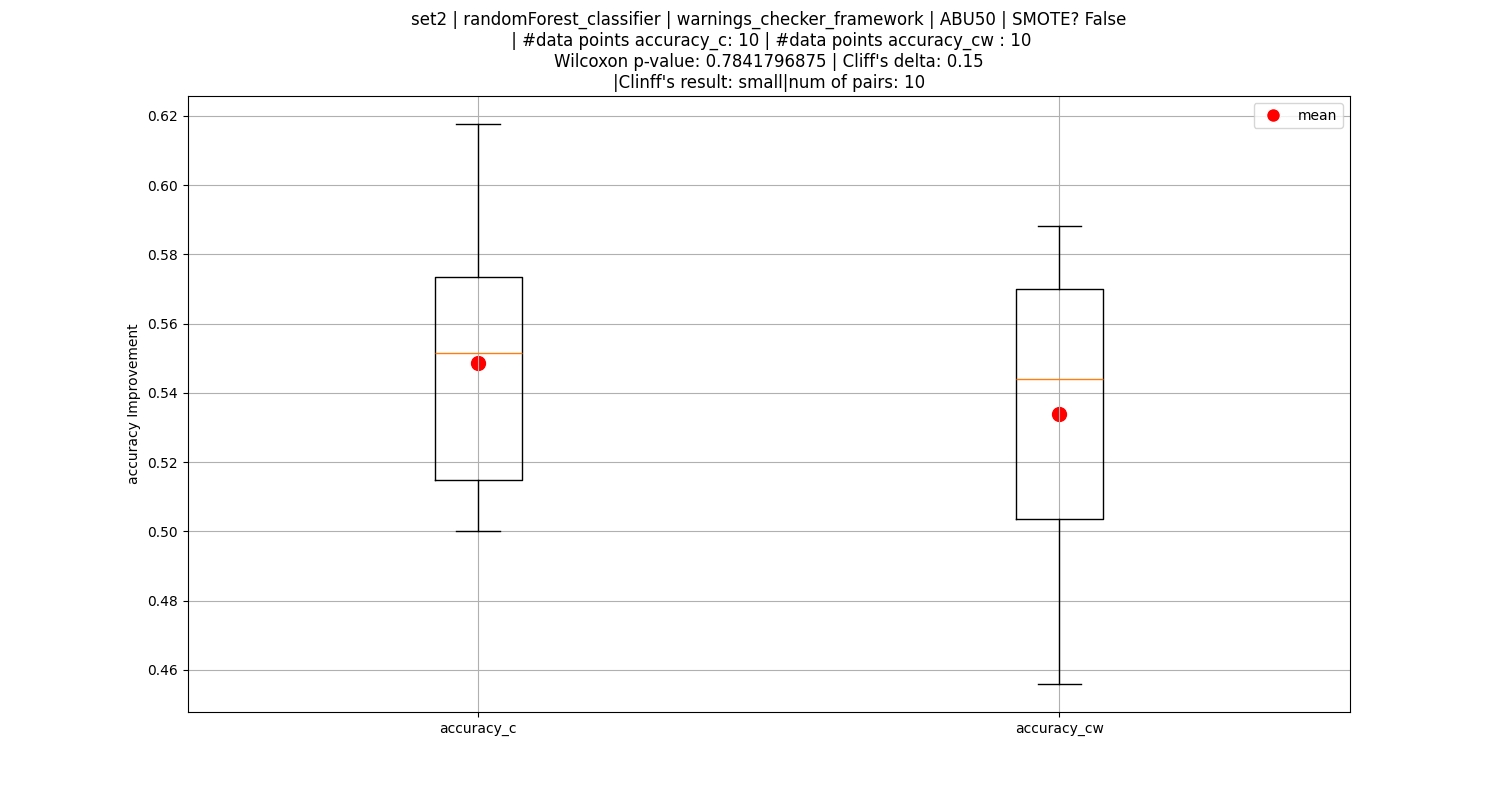 set2 | randomForest_classifier | warnings_checker_framework | ABU50 | SMOTE? False
| #data points accuracy_c: 10 | #data points accuracy_cw : 10
Wilcoxon p-value: 0.7841796875 | Cliff's delta: 0.15
|Clinff's result: small|num of pairs: 10
mean
accuracy Improvement
0.62
0.60
0.58
0.56
0.54
0.52
0.50
0.48
0.46
accuracy_c
accuracy_cw